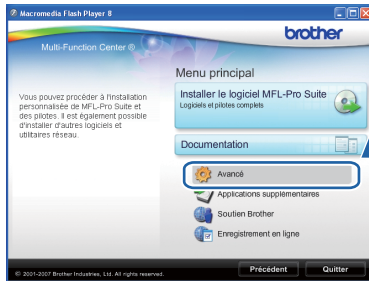 Macromedia Flash Player 8
brother
Multi-Function Center ®
Menu principal
Vous pouvez procéder à l'installation
personnalisée de MFL-Pro Suite et
des pilotes. Il est également possible
d'installer d'autres logiciels et
utilitaires réseau.
Installer le logiciel MFL-Pro Suite
Logiciels et pilotes complets
Documentation
Avancé
Applications supplémentaires
Soutien Brother
Enregistrement en ligne
© 2001-2007 Brother Industries, Ltd. All rights reserved.
Précédent
Quitter